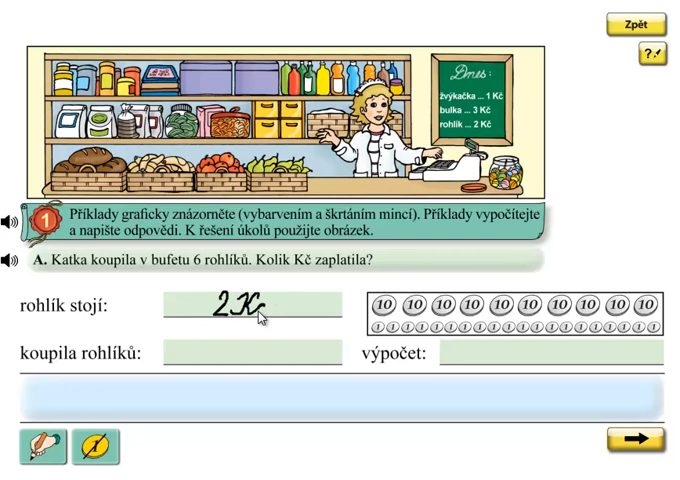 Zpět
?
Dnes:
žvýkačka ... 1 Kč
bulka ... 3 Kč
rohlík ... 2 Kč
1
Příklady graficky znázorněte (vybarvením a škrtáním mincí). Příklady vypočítejte
a napište odpovědi. K řešení úkolů použijte obrázek.
A. Katka koupila v bufetu 6 rohlíků. Kolik Kč zaplatila?
rohlík stojí: 2 Kč
10 10 10 10 10 10 10 10 10 10
1 1 1 1 1 1 1 1 1 1 1 1 1 1 1 1 1 1 1 1
koupila rohlíků:
výpočet:
1